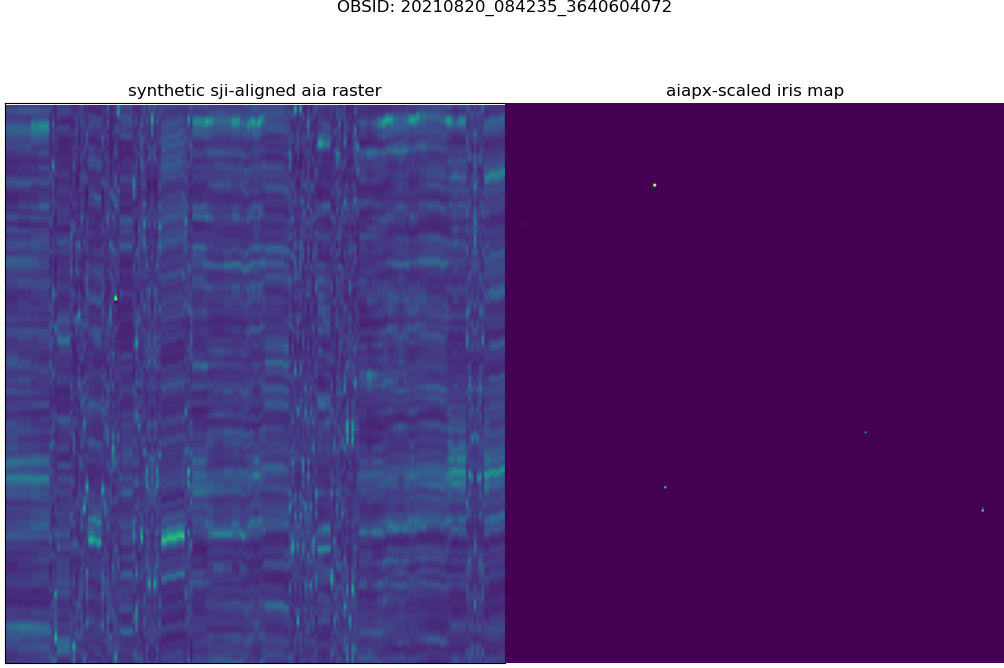 OBSID: 20210820_084235_3640604072
synthetic sji-aligned aia raster
aiapx-scaled iris map